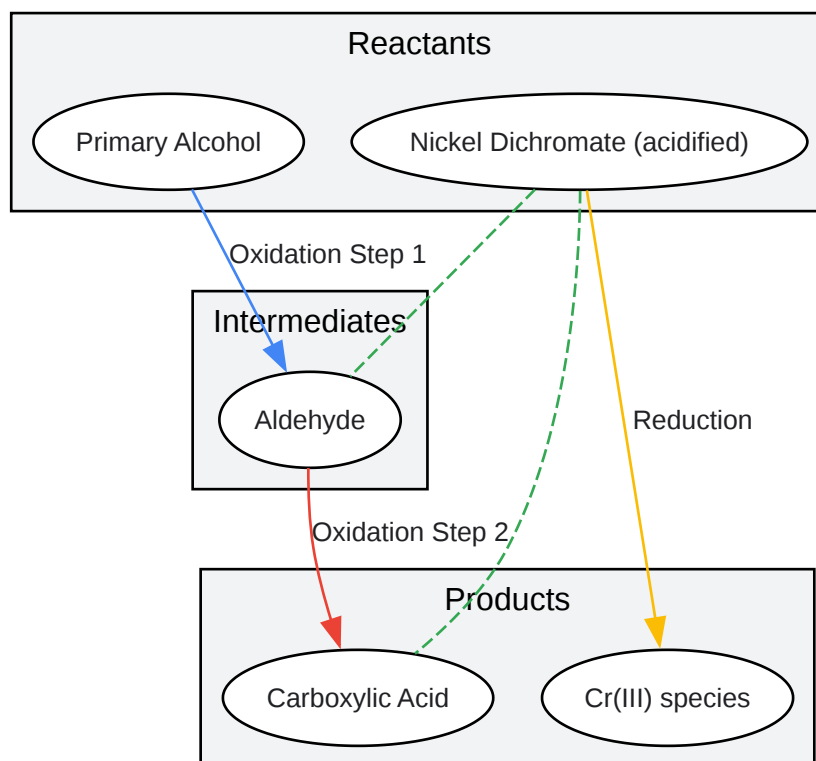 Reactants
Primary Alcohol
Nickel Dichromate (acidified)
Oxidation Step 1
Intermediates
Aldehyde
Reduction
Oxidation Step 2
Products
Carboxylic Acid
Cr(III) species